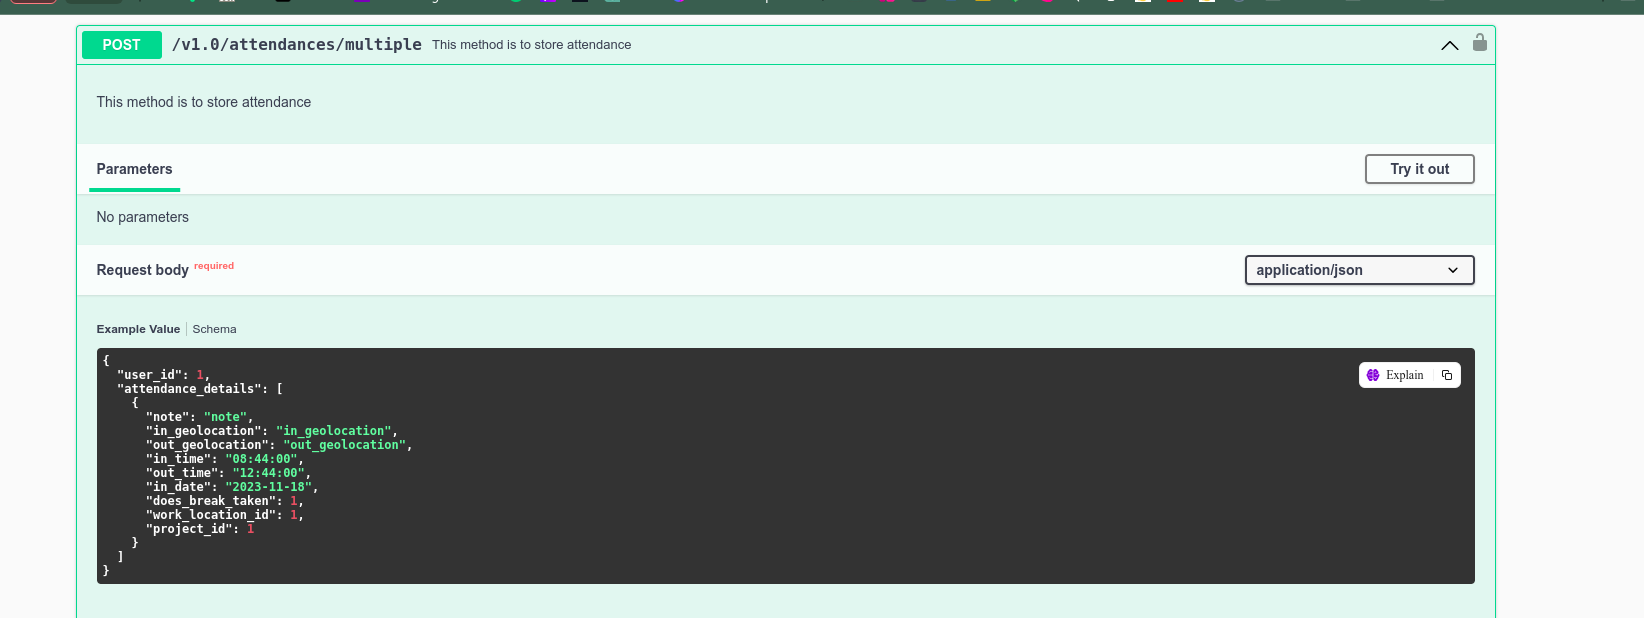 POST /v1.0/attendances/multiple This method is to store attendance
This method is to store attendance
Parameters
Try it out
No parameters
Request body required
application/json
Example Value Schema
Explain
{
  "user_id": 1,
  "attendance_details": [
    {
      "note": "note",
      "in_geolocation": "in_geolocation",
      "out_geolocation": "out_geolocation",
      "in_time": "08:44:00",
      "out_time": "12:44:00",
      "in_date": "2023-11-18",
      "does_break_taken": 1,
      "work_location_id": 1,
      "project_id": 1
    }
  ]
}